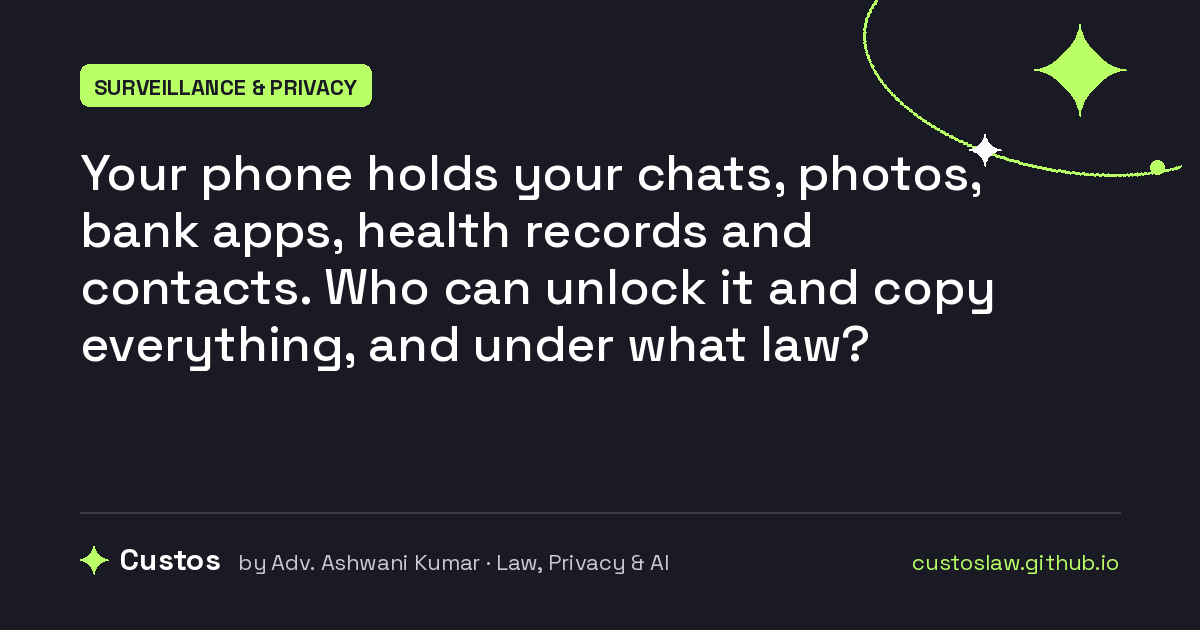 SURVEILLANCE & PRIVACY
Your phone holds your chats, photos,
bank apps, health records and
contacts. Who can unlock it and copy
everything, and under what law?
Custos by Adv. Ashwani Kumar · Law, Privacy & AI
custoslaw.github.io